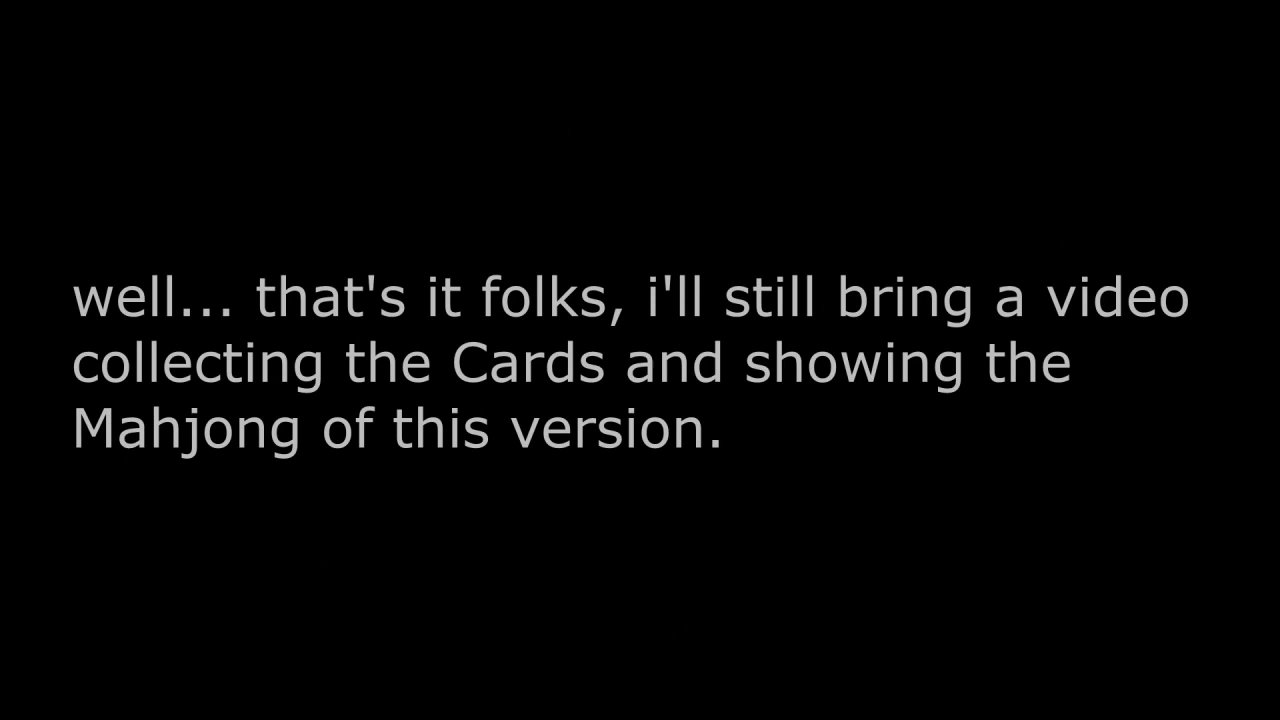 well... that's it folks, i'll still bring a video
collecting the Cards and showing the
Mahjong of this version.